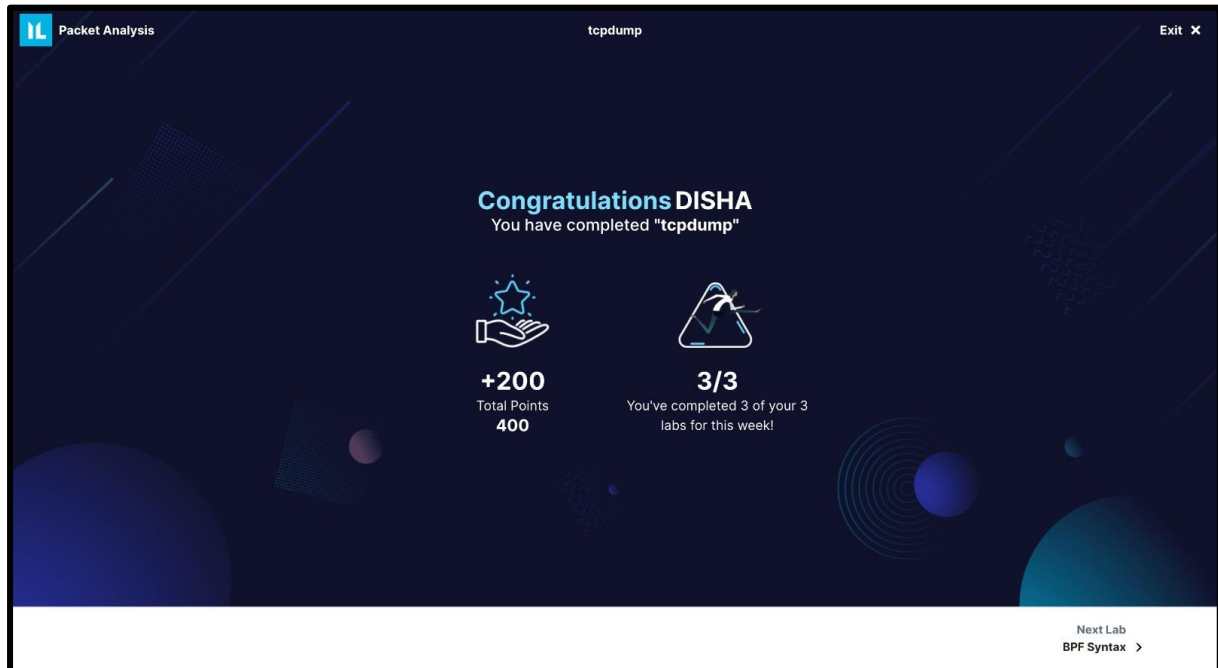 IL Packet Analysis
tcpdump
Exit ✕
Congratulations DISHA
You have completed "tcpdump"
+200
Total Points
400
3/3
You've completed 3 of your 3
labs for this week!
Next Lab
BPF Syntax >